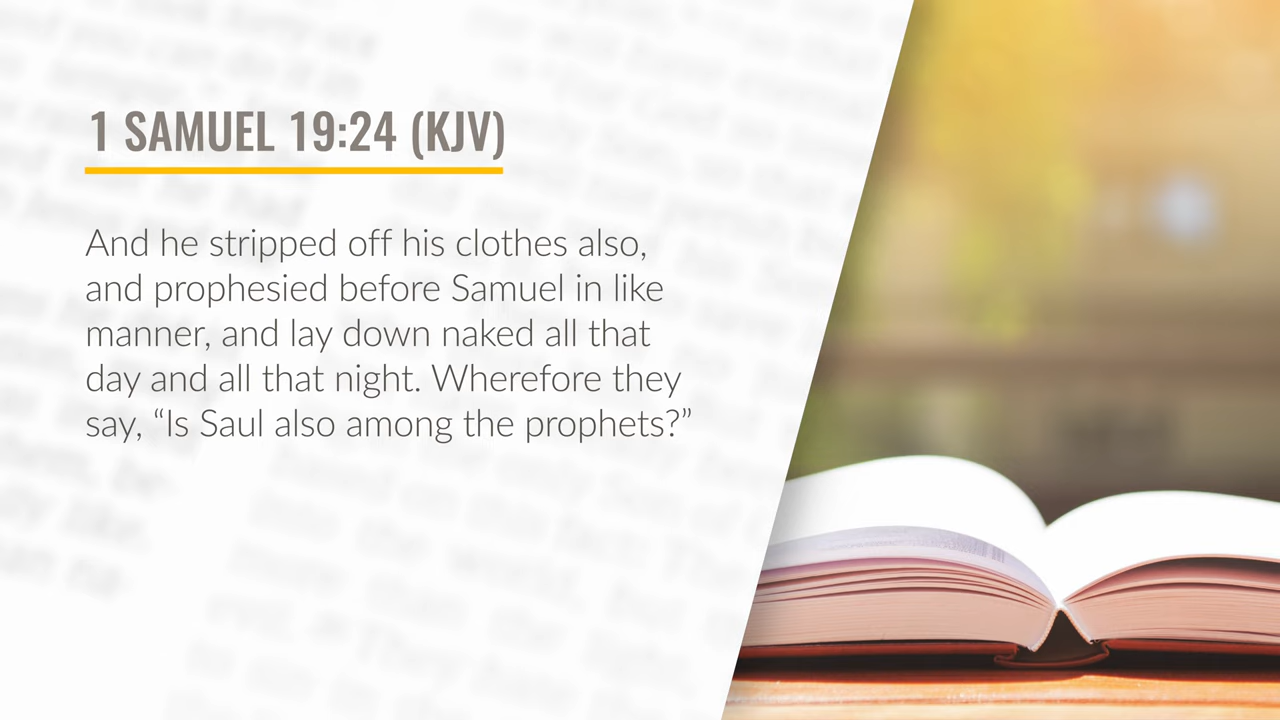 1 SAMUEL 19:24 (KJV)
And he stripped off his clothes also,
and prophesied before Samuel in like
manner, and lay down naked all that
day and all that night. Wherefore they
say, “Is Saul also among the prophets?”